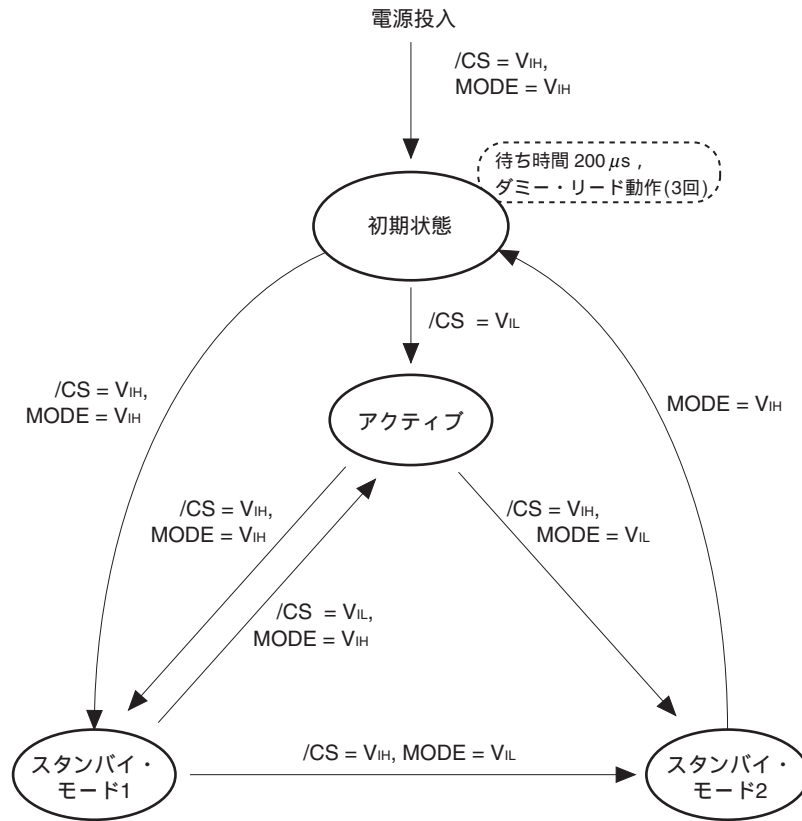 電源投入
/CS = VIH,
MODE = VIH
待ち時間 200 μs ，
ダミー・リード動作(3回)
初期状態
/CS = VIL
/CS = VIH,
MODE = VIH
アクティブ
MODE = VIH
/CS = VIH,
MODE = VIH
/CS = VIH,
MODE = VIL
/CS = VIL,
MODE = VIH
スタンバイ・
モード1
/CS = VIH, MODE = VIL
スタンバイ・
モード2